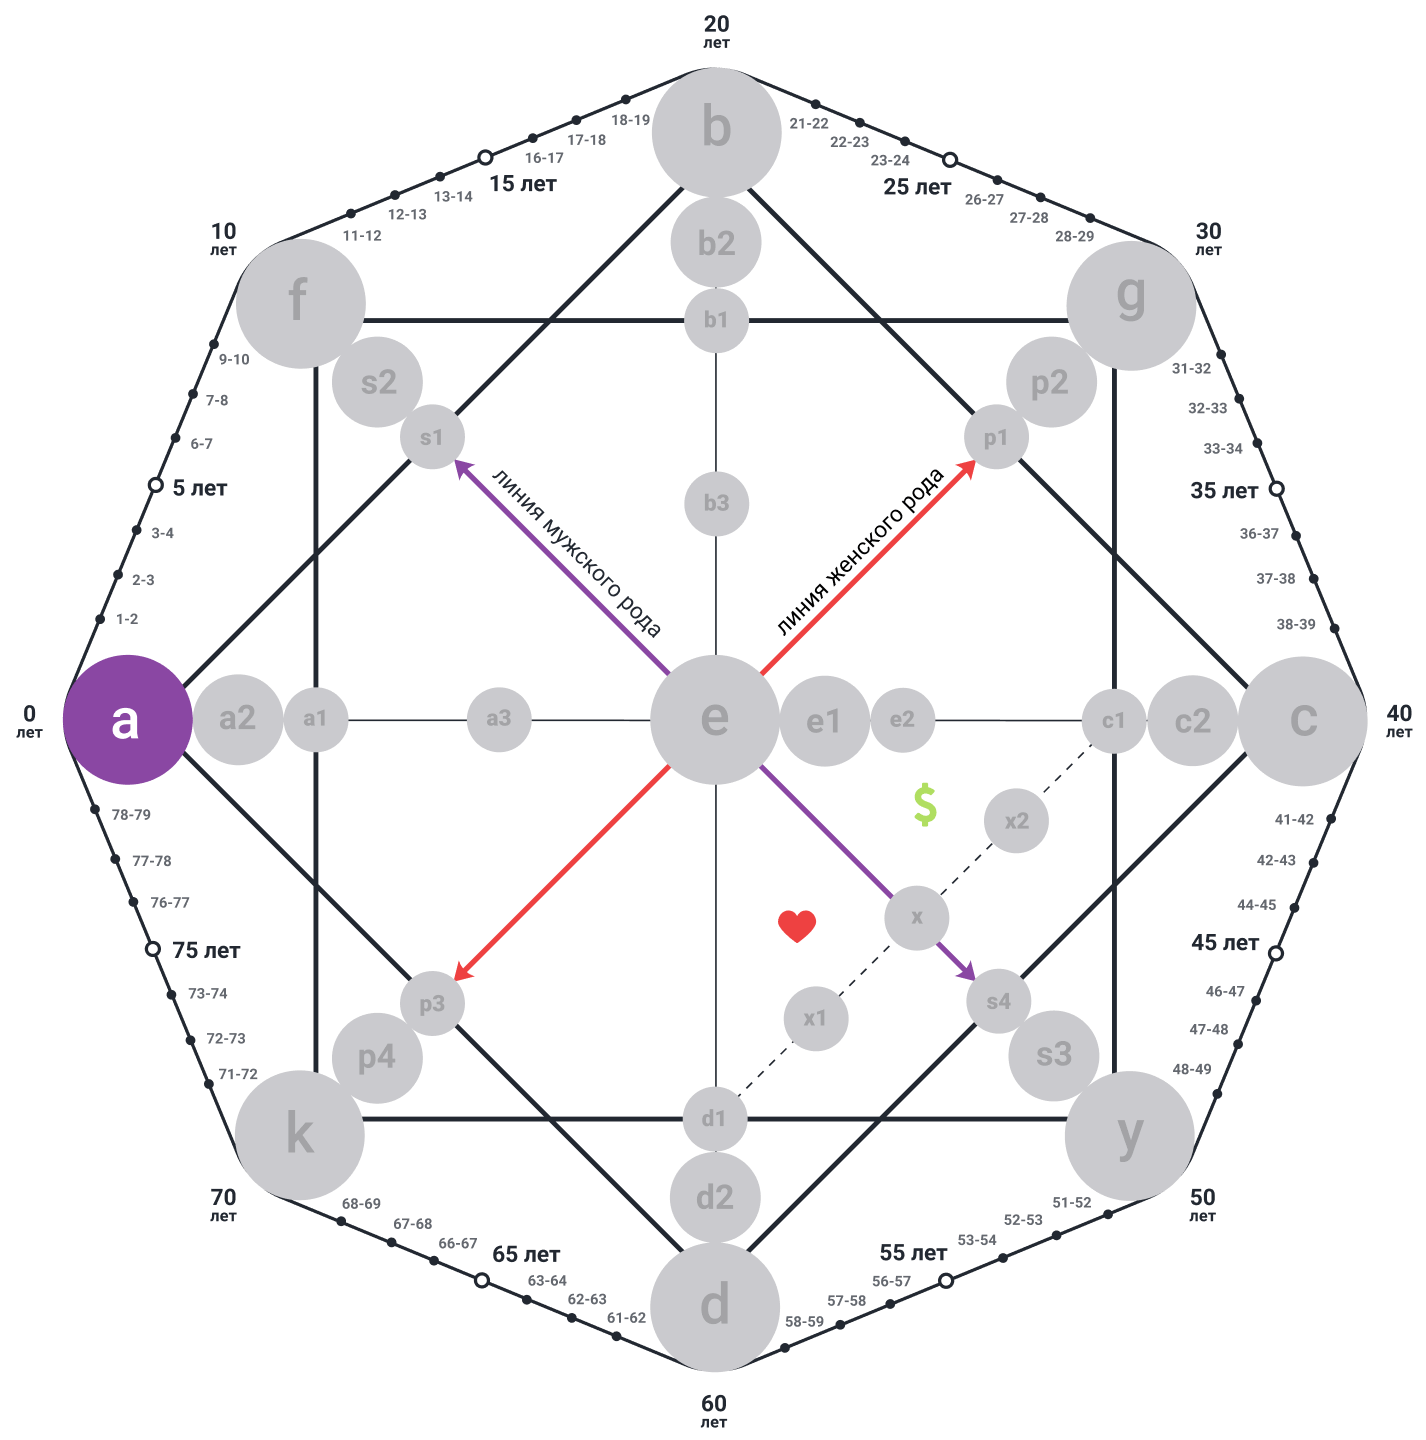 20
лет
b
18-19
17-18
16-17
15 лет
13-14
12-13
11-12
21-22
22-23
23-24
25 лет
26-27
27-28
28-29
10
лет
30
лет
f
b2
g
b1
9-10
7-8
6-7
5 лет
3-4
2-3
1-2
s2
s1
p2
p1
31-32
32-33
33-34
35 лет
36-37
37-38
38-39
b3
линия мужского рода
линия женского рода
0
лет
a
a2
a1
a3
e
e1
e2
c1
c2
c
40
лет
78-79
77-78
76-77
75 лет
73-74
72-73
71-72
$
x2
x
x1
41-42
42-43
44-45
45 лет
46-47
47-48
48-49
p3
p4
s4
s3
k
d1
y
d2
70
лет
50
лет
68-69
67-68
66-67
65 лет
63-64
62-63
61-62
51-52
52-53
53-54
55 лет
56-57
57-58
58-59
d
60
лет